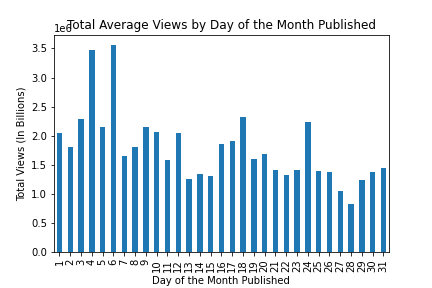 Total Average Views by Day of the Month Published
1e6
3.5
3.0
2.5
2.0
1.5
1.0
0.5
0.0
Total Views (In Billions)
1 2 3 4 5 6 7 8 9 10 11 12 13 14 15 16 17 18 19 20 21 22 23 24 25 26 27 28 29 30 31
Day of the Month Published